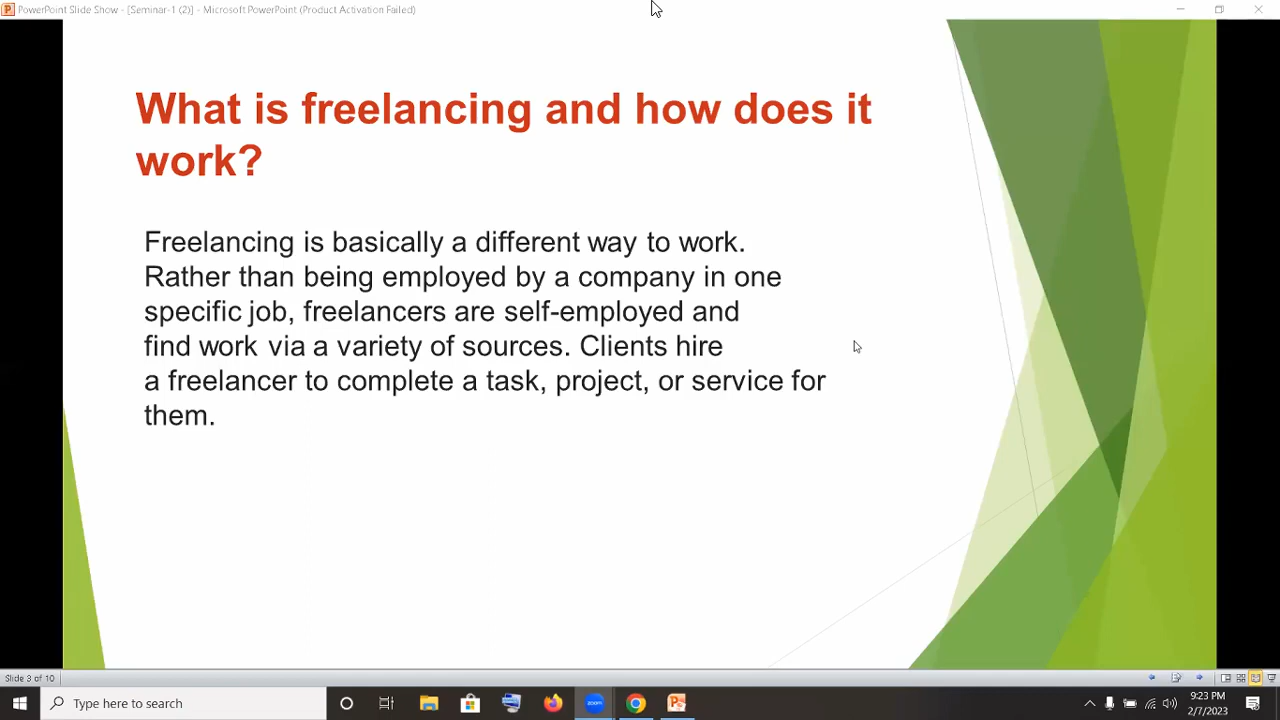 PowerPoint Slide Show - [Seminar-1 (2)] - Microsoft PowerPoint (Product Activation Failed)
What is freelancing and how does it
work?
Freelancing is basically a different way to work.
Rather than being employed by a company in one
specific job, freelancers are self-employed and
find work via a variety of sources. Clients hire
a freelancer to complete a task, project, or service for
them.
Slide 3 of 10
Type here to search
zoom
9:23 PM
2/7/2023